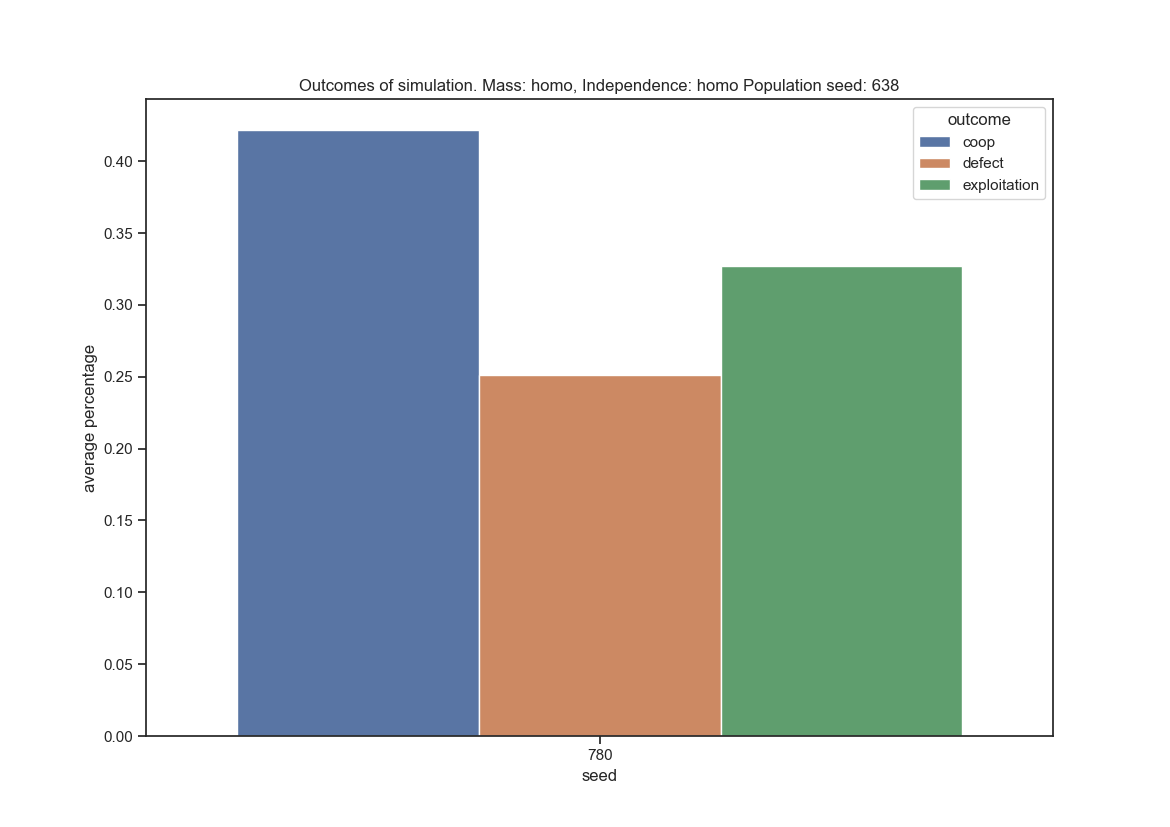 Outcomes of simulation. Mass: homo, Independence: homo Population seed: 638
outcome
coop
defect
exploitation
average percentage
0.40
0.35
0.30
0.25
0.20
0.15
0.10
0.05
0.00
780
seed